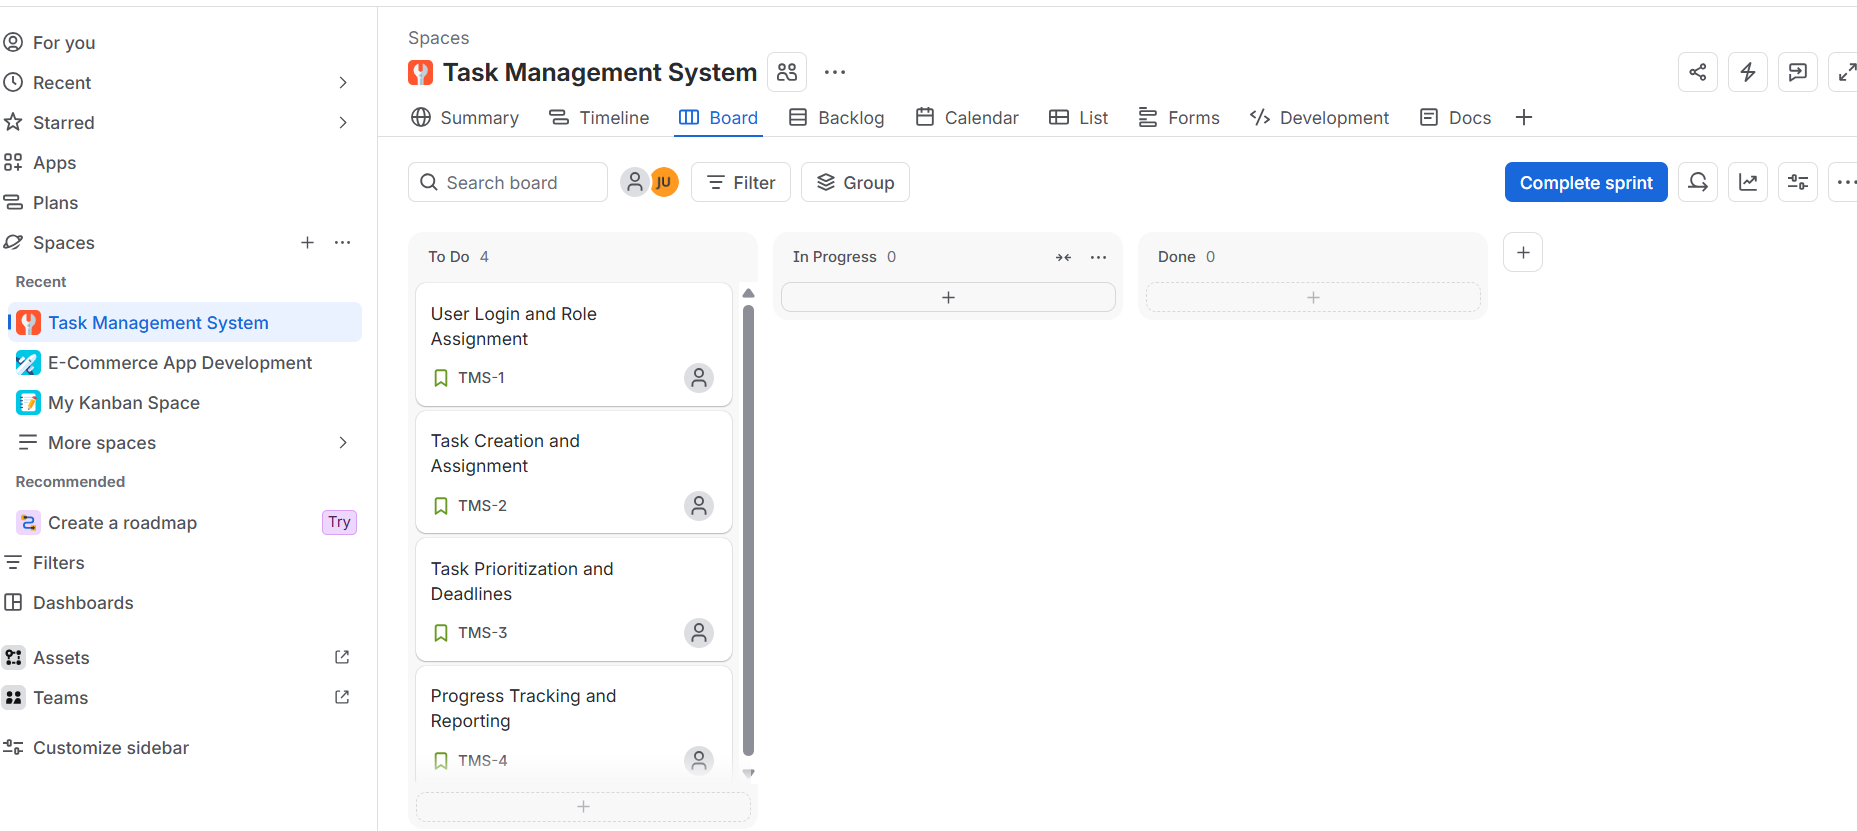 For you
Recent
Starred
Apps
Plans
Spaces
Recent
Task Management System
E-Commerce App Development
My Kanban Space
More spaces
Recommended
Create a roadmap
Try
Filters
Dashboards
Assets
Teams
Customize sidebar
Spaces
Task Management System
Summary
Timeline
Board
Backlog
Calendar
List
Forms
Development
Docs
Search board
JU
Filter
Group
Complete sprint
To Do 4
User Login and Role
Assignment
TMS-1
Task Creation and
Assignment
TMS-2
Task Prioritization and
Deadlines
TMS-3
Progress Tracking and
Reporting
TMS-4
In Progress 0
Done 0